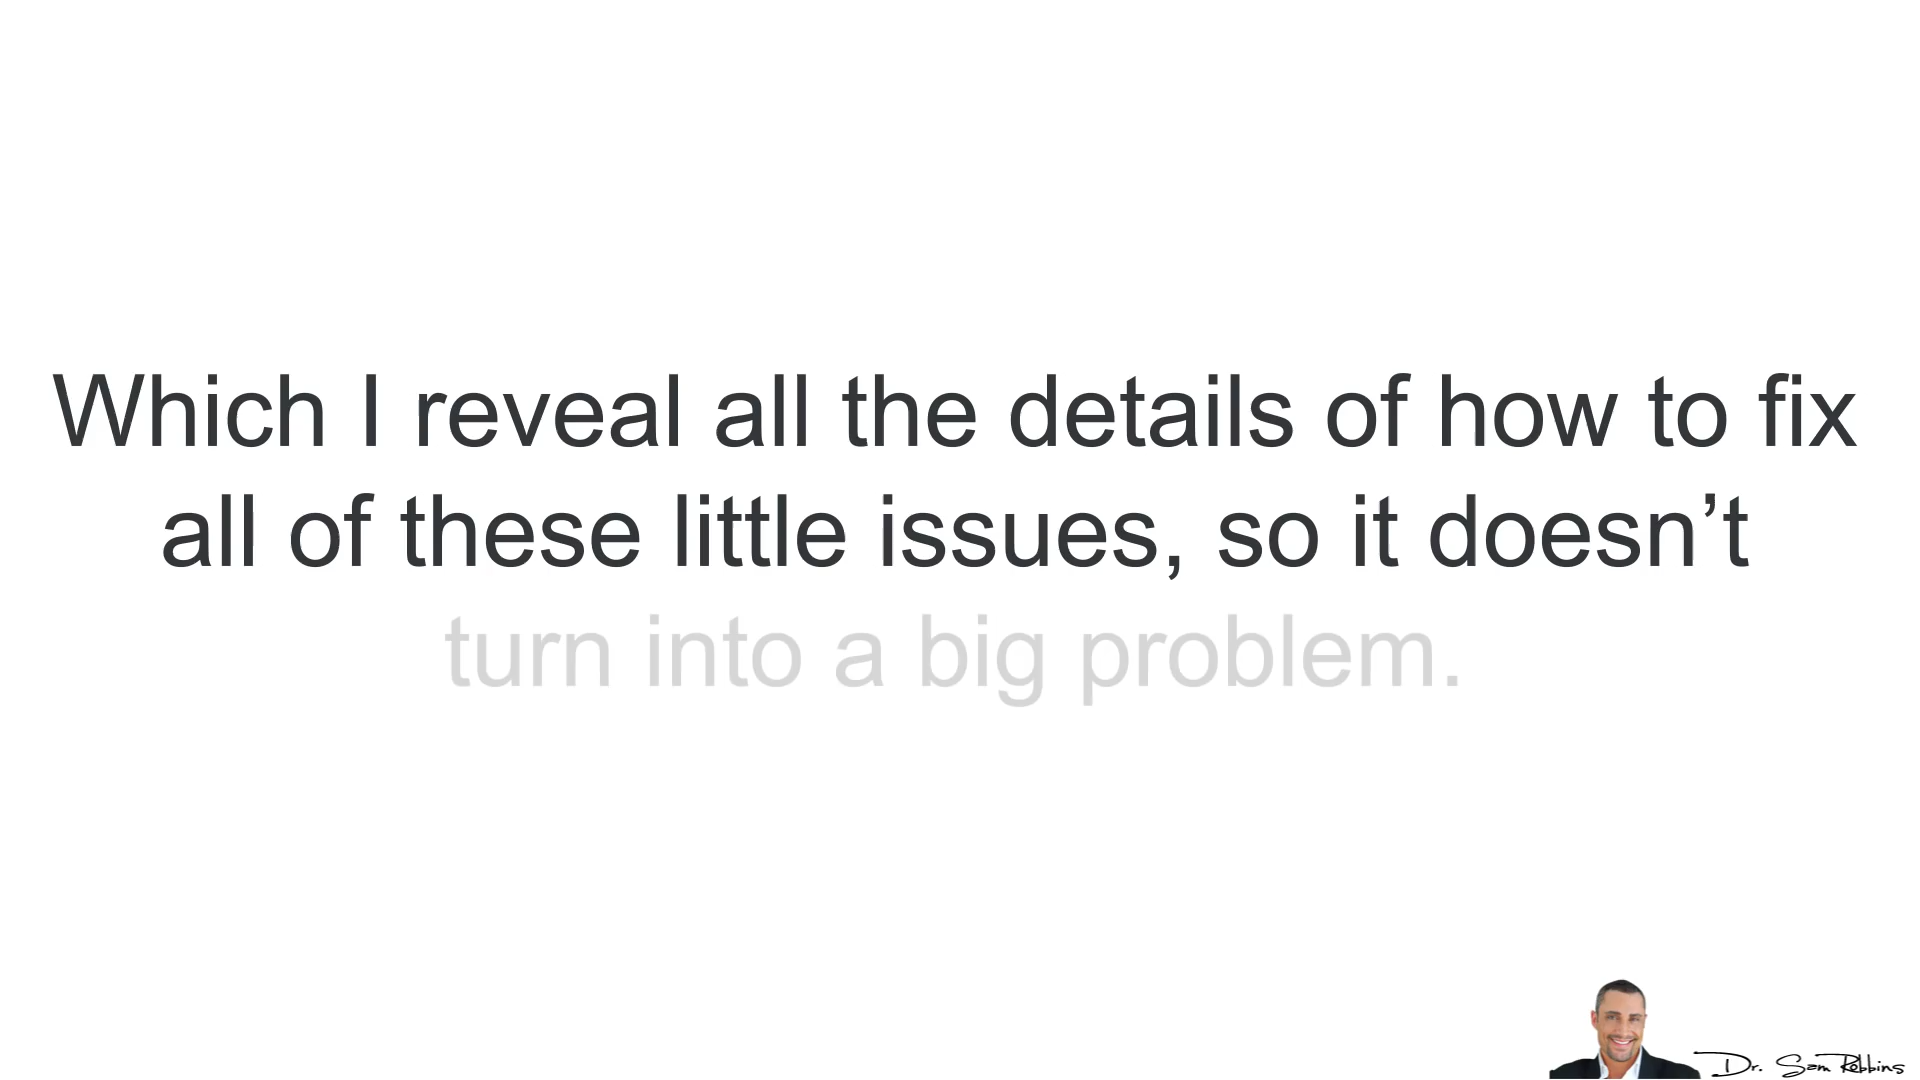 Which I reveal all the details of how to fix
all of these little issues, so it doesn’t
turn into a big problem.
Dr. Sam Robbins